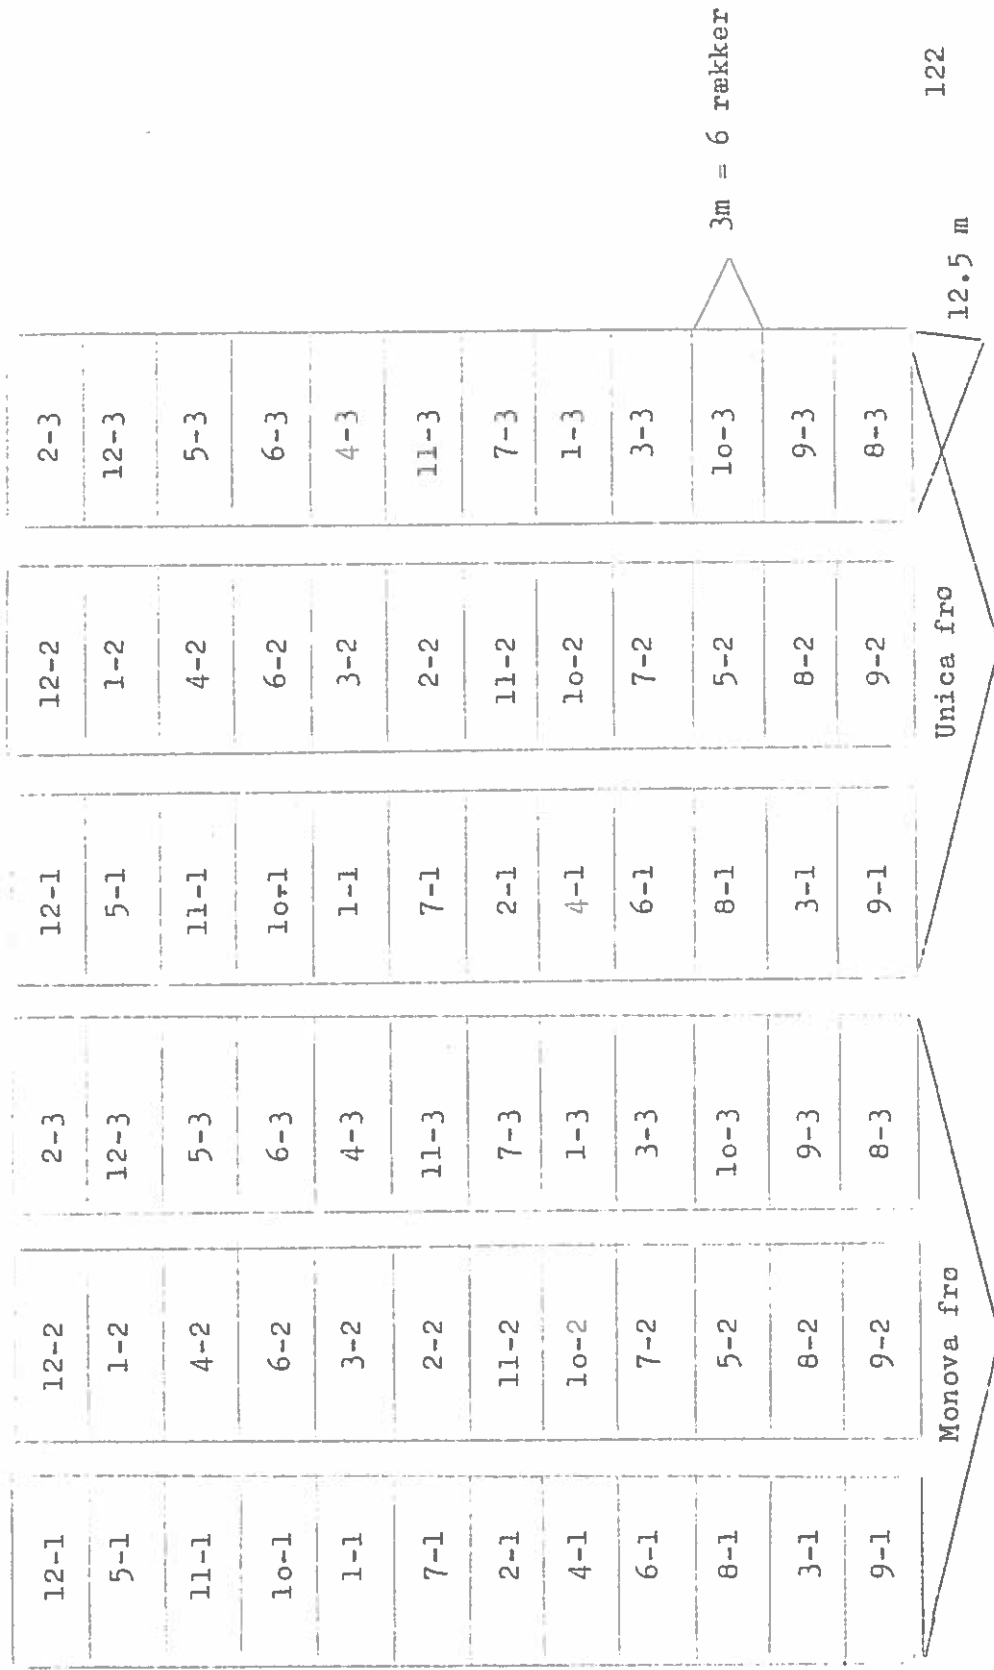 12-1 12-2 2-3 12-1 12-2 2-3
5-1 1-2 12-3 5-1 1-2 12-3
11-1 4-2 5-3 11-1 4-2 5-3
10-1 6-2 6-3 10-1 6-2 6-3
1-1 3-2 4-3 1-1 3-2 4-3
7-1 2-2 11-3 7-1 2-2 11-3
2-1 11-2 7-3 2-1 11-2 7-3
4-1 10-2 1-3 4-1 10-2 1-3
6-1 7-2 3-3 6-1 7-2 3-3
8-1 5-2 10-3 8-1 5-2 10-3 3m = 6 rækker
3-1 8-2 9-3 3-1 8-2 9-3
9-1 9-2 8-3 9-1 9-2 8-3
Monova frø Unica frø 12.5 m
122